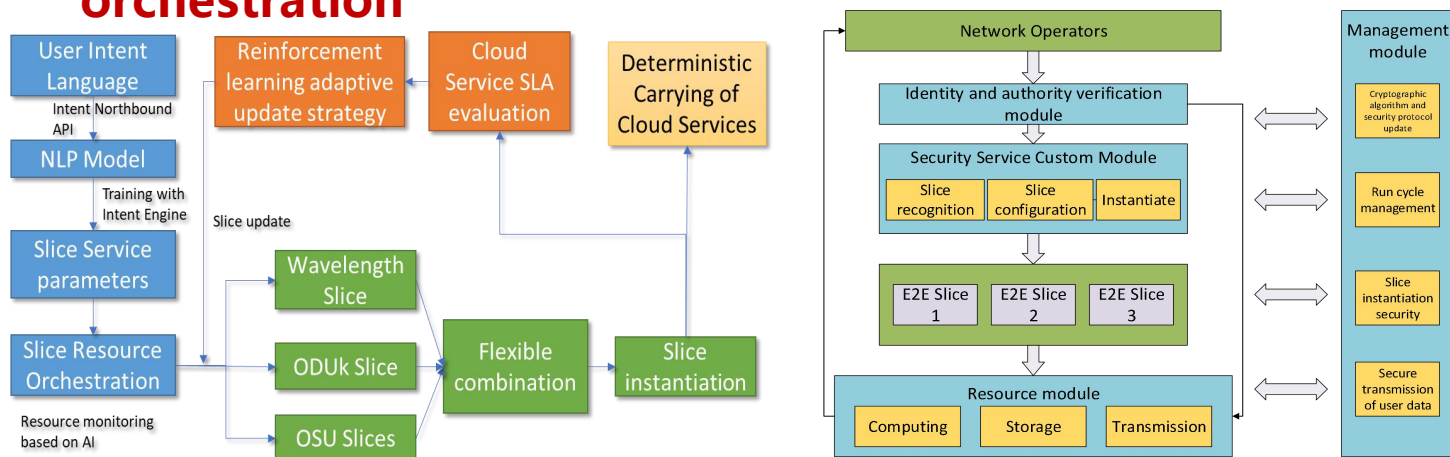 orchestration
User Intent
Language
Intent Northbound
API
NLP Model
Training with
Intent Engine
Slice Service
parameters
Slice Resource
Orchestration
Resource monitoring
based on AI
Reinforcement
learning adaptive
update strategy
Slice update
Cloud
Service SLA
evaluation
Deterministic
Carrying of
Cloud Services
Wavelength
Slice
ODUk Slice
OSU Slices
Flexible
combination
Slice
instantiation
Network Operators
Identity and authority verification
module
Security Service Custom Module
Slice
recognition
Slice
configuration
Instantiate
E2E Slice
1
E2E Slice
2
E2E Slice
3
Resource module
Computing
Storage
Transmission
Management
module
Cryptographic
algorithm and
security protocol
update
Run cycle
management
Slice
instantiation
security
Secure
transmission
of user data